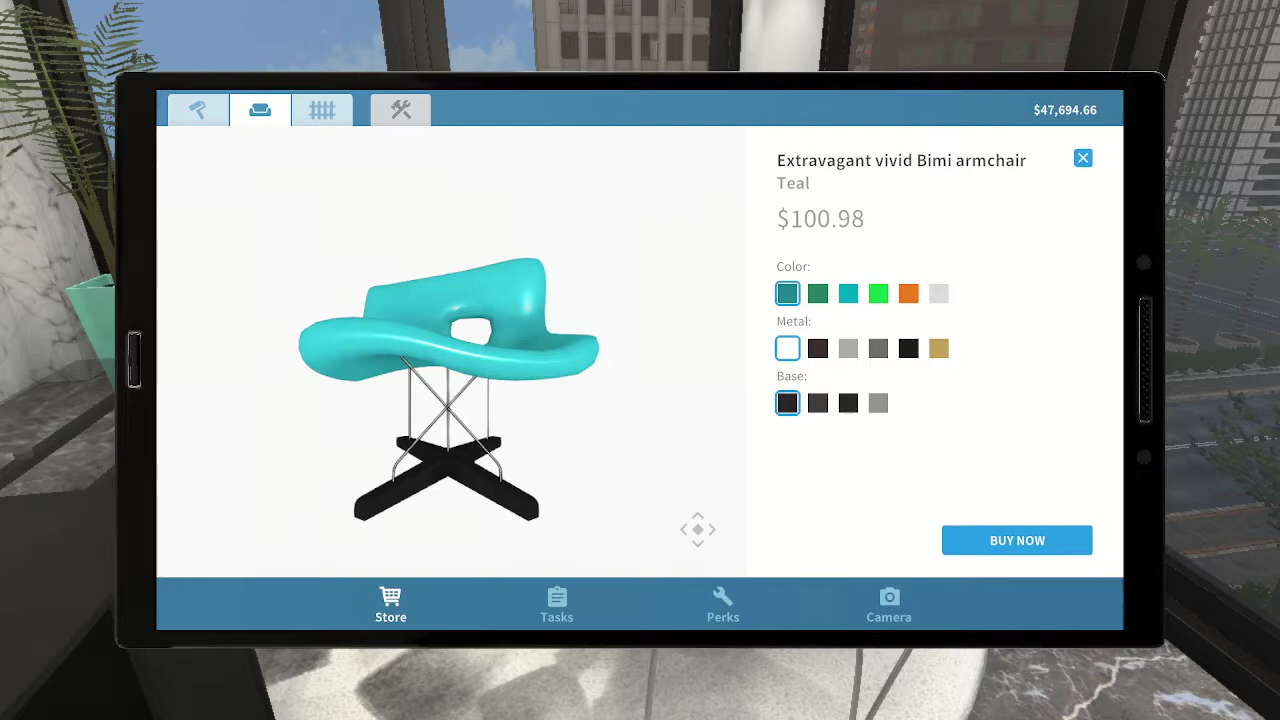 $47,694.66
Extravagant vivid Bimi armchair
Teal
$100.98
Color:
Metal:
Base:
BUY NOW
Store
Tasks
Perks
Camera